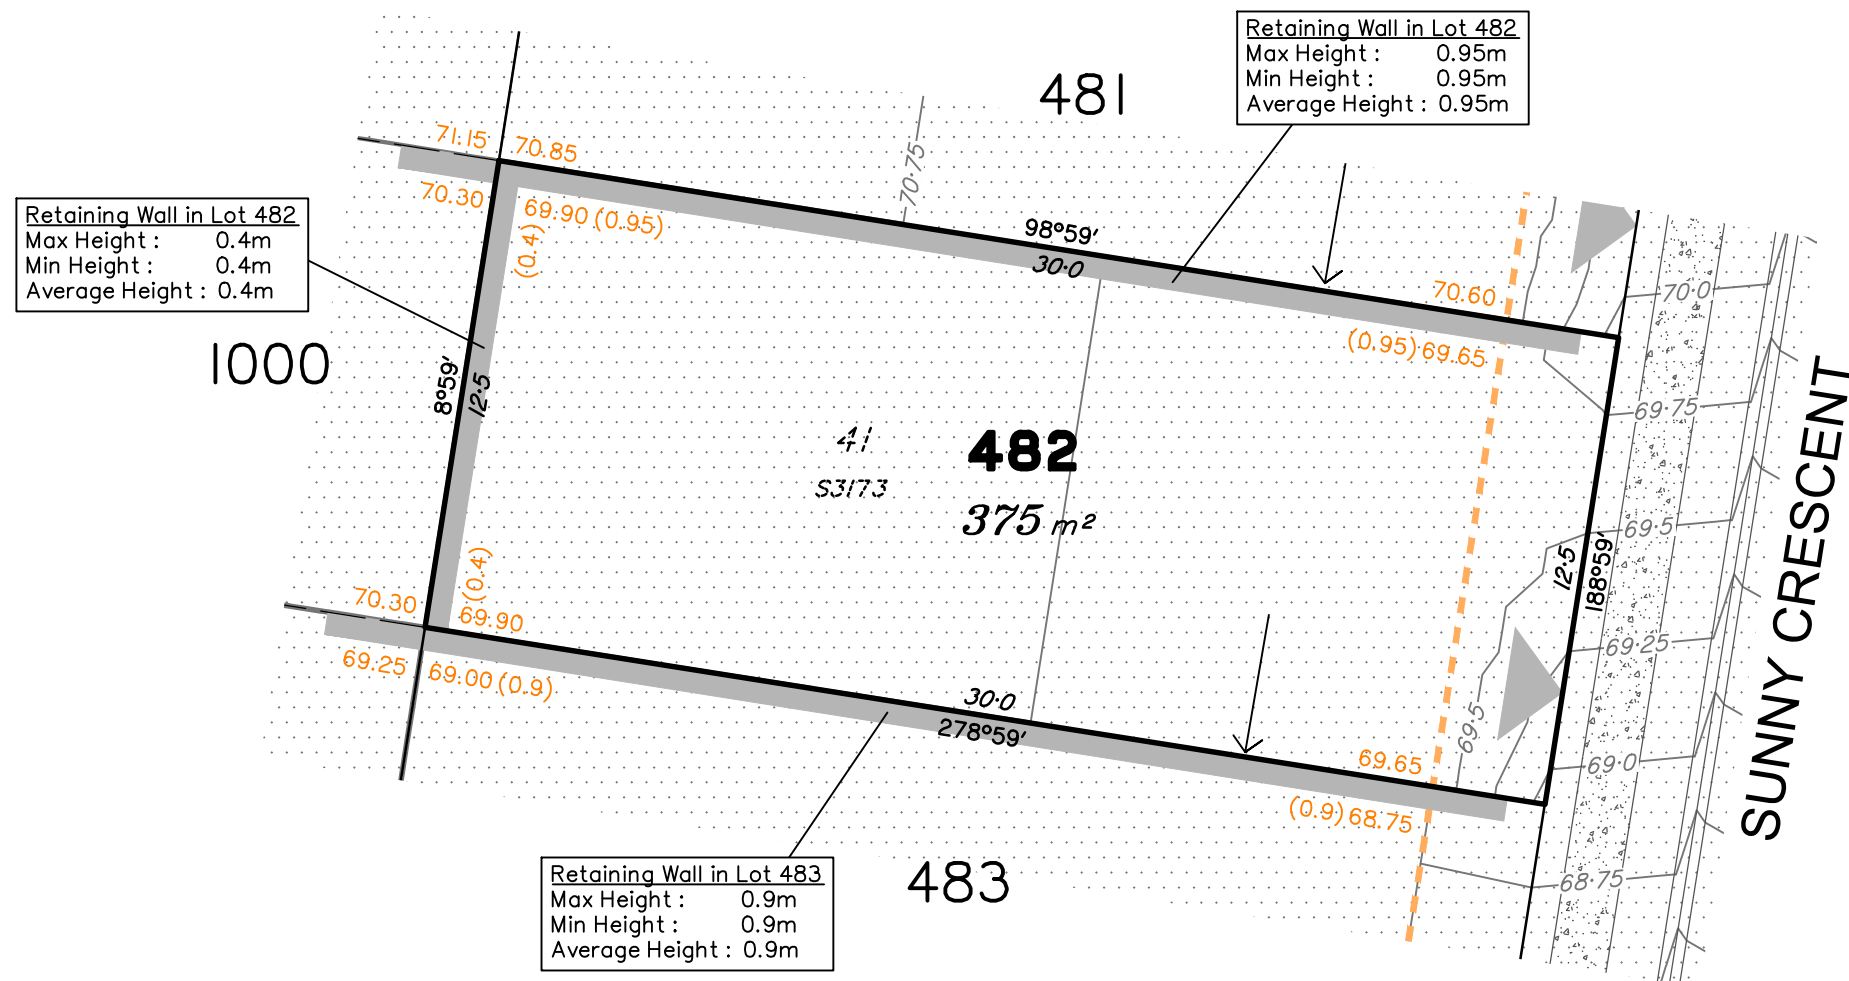 Retaining Wall in Lot 482
Max Height : 0.95m
Min Height : 0.95m
Average Height : 0.95m
481
71.15
70.85
70.75
70.30
69.90 (0.95)
(0.4)
Retaining Wall in Lot 482
Max Height : 0.4m
Min Height : 0.4m
Average Height : 0.4m
98°59'
30·0
70.60
(0.95) 69.65
70·0
1000
8°59'
12·5
69·75
41
S3173
482
375 m²
69·5
12·5
188°59'
SUNNY CRESCENT
(0.4)
70.30
69.90
69.25
69.00 (0.9)
69·25
30·0
278°59'
69·5
69.65
69·0
(0.9) 68.75
483
68·75
Retaining Wall in Lot 483
Max Height : 0.9m
Min Height : 0.9m
Average Height : 0.9m